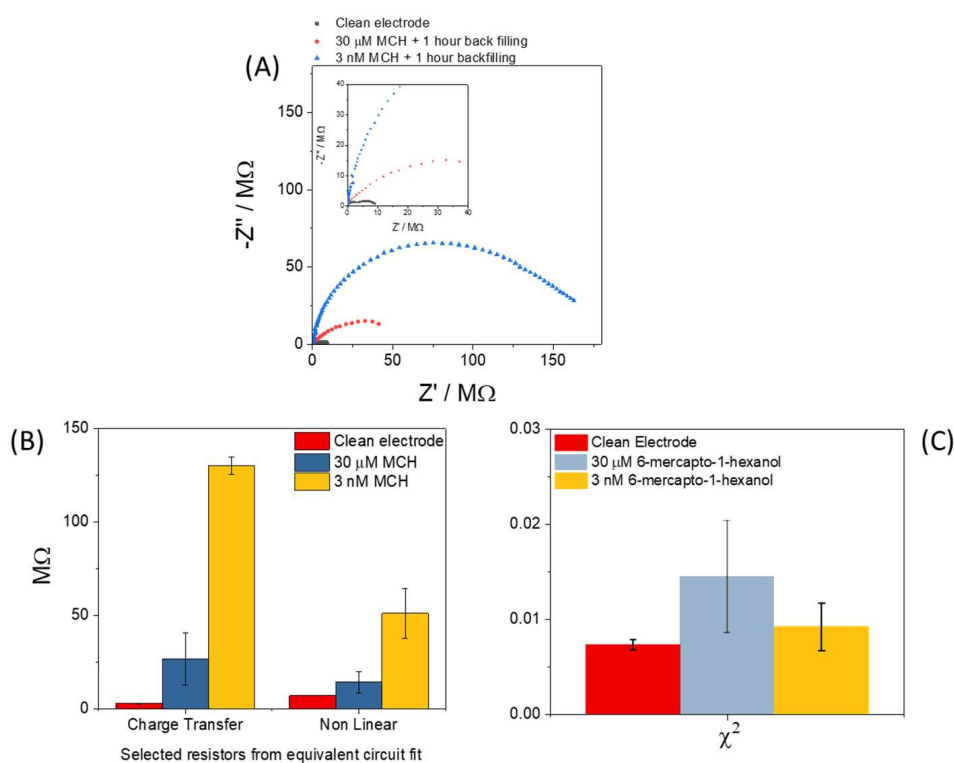 Clean electrode
30 μM MCH + 1 hour back filling
3 nM MCH + 1 hour backfilling
(A)
-Z'' / MΩ
150
100
50
0
40
30
20
10
0
-Z'' / MΩ
0 10 20 30 40
Z' / MΩ
0 50 100 150
Z' / MΩ
(B)
MΩ
150
100
50
0
Clean electrode
30 μM MCH
3 nM MCH
Charge Transfer Non Linear
Selected resistors from equivalent circuit fit
(C)
0.03
0.02
0.01
0.00
Clean Electrode
30 μM 6-mercapto-1-hexanol
3 nM 6-mercapto-1-hexanol
χ²